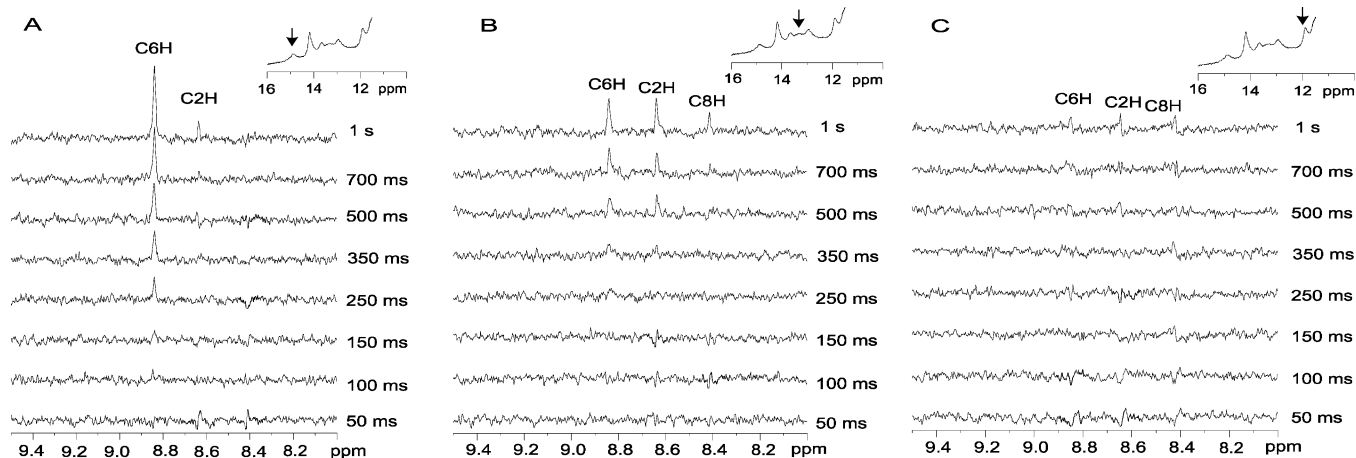 A
C6H
C2H
16 14 12 ppm
1 s
700 ms
500 ms
350 ms
250 ms
150 ms
100 ms
50 ms
9.4 9.2 9.0 8.8 8.6 8.4 8.2 ppm
B
C6H C2H C8H
16 14 12 ppm
1 s
700 ms
500 ms
350 ms
250 ms
150 ms
100 ms
50 ms
9.4 9.2 9.0 8.8 8.6 8.4 8.2 ppm
C
C6H C2H C8H
16 14 12 ppm
1 s
700 ms
500 ms
350 ms
250 ms
150 ms
100 ms
50 ms
9.4 9.2 9.0 8.8 8.6 8.4 8.2 ppm